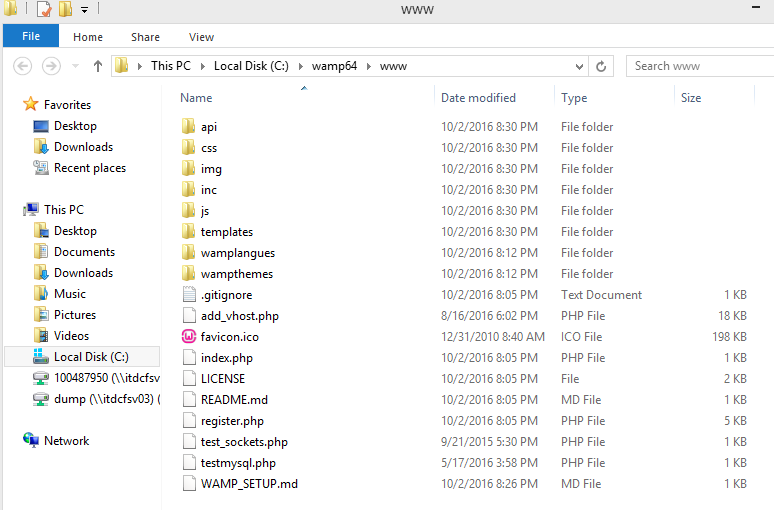 www
File Home Share View
This PC Local Disk (C:) wamp64 www Search www
Name Date modified Type Size
Favorites
Desktop
Downloads
Recent places
This PC
Desktop
Documents
Downloads
Music
Pictures
Videos
Local Disk (C:)
100487950 (\\itdcfsv
dump (\\itdcfsv03) (
Network
api 10/2/2016 8:30 PM File folder
css 10/2/2016 8:30 PM File folder
img 10/2/2016 8:30 PM File folder
inc 10/2/2016 8:30 PM File folder
js 10/2/2016 8:30 PM File folder
templates 10/2/2016 8:30 PM File folder
wamplangues 10/2/2016 8:12 PM File folder
wampthemes 10/2/2016 8:12 PM File folder
.gitignore 10/2/2016 8:05 PM Text Document 1 KB
add_vhost.php 8/16/2016 6:02 PM PHP File 18 KB
favicon.ico 12/31/2010 8:40 AM ICO File 198 KB
index.php 10/2/2016 8:05 PM PHP File 1 KB
LICENSE 10/2/2016 8:05 PM File 2 KB
README.md 10/2/2016 8:05 PM MD File 1 KB
register.php 10/2/2016 8:05 PM PHP File 5 KB
test_sockets.php 9/21/2015 5:30 PM PHP File 1 KB
testmysql.php 5/17/2016 3:58 PM PHP File 1 KB
WAMP_SETUP.md 10/2/2016 8:26 PM MD File 1 KB